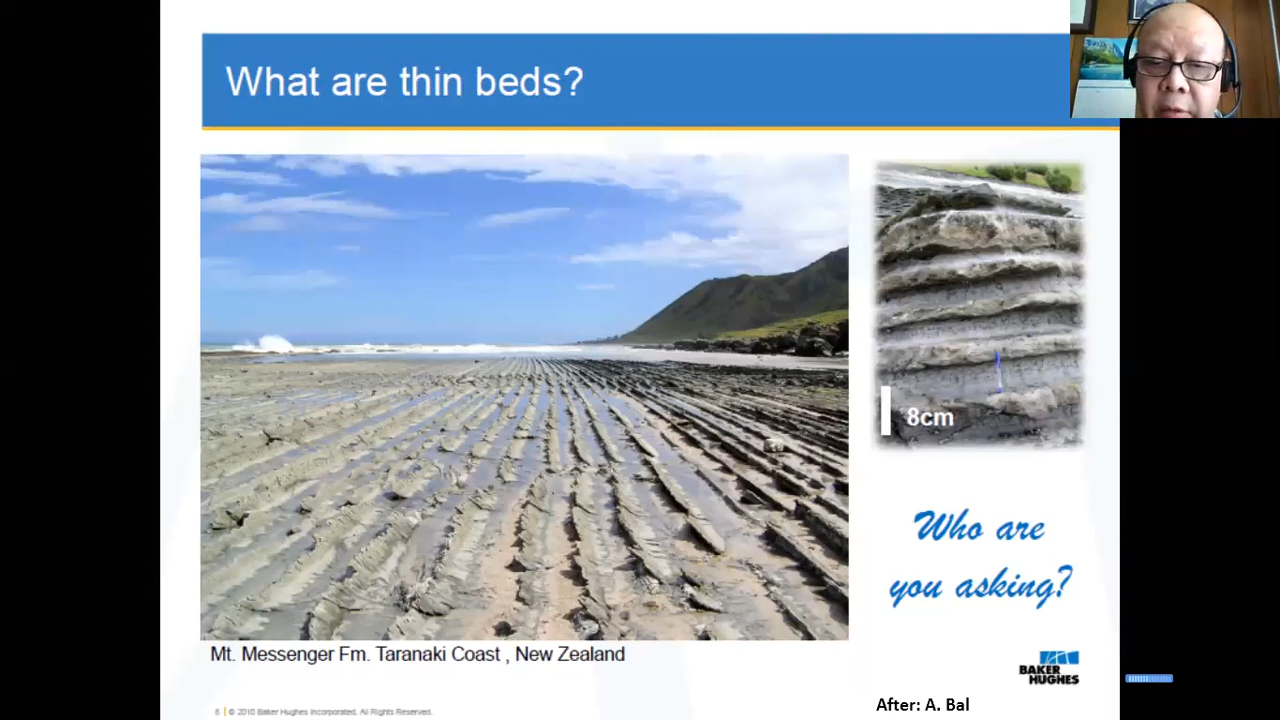 What are thin beds?
8cm
Who are
you asking?
Mt. Messenger Fm. Taranaki Coast , New Zealand
BAKER
HUGHES
8 | © 2010 Baker Hughes Incorporated. All Rights Reserved.
After: A. Bal